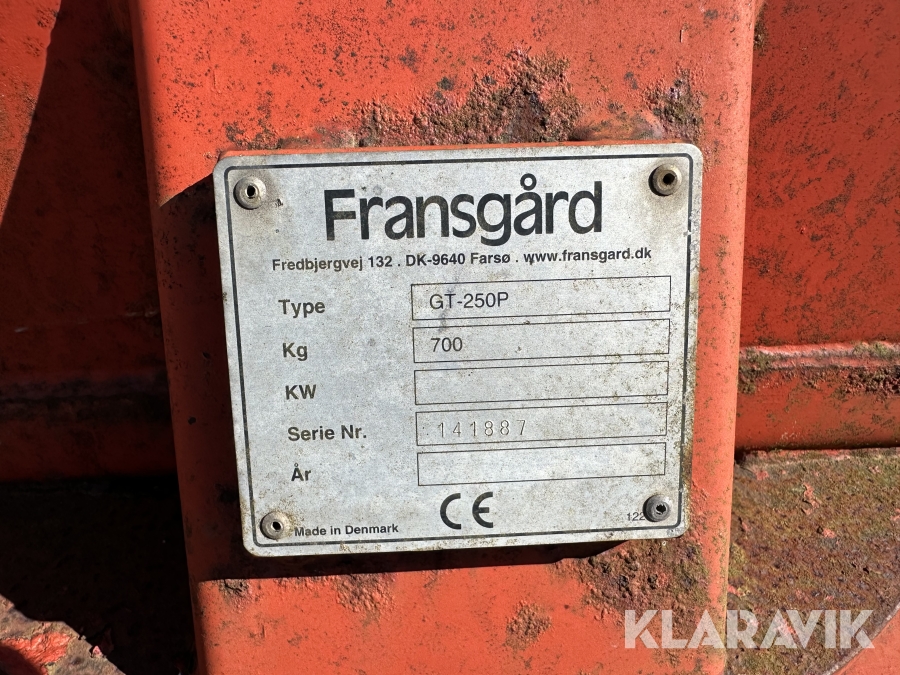 Fransgård
Fredbjergvej 132 . DK-9640 Farsø . www.fransgard.dk
Type GT-250P
Kg 700
KW
Serie Nr. 141887
År
CE
Made in Denmark
KLARAVIK